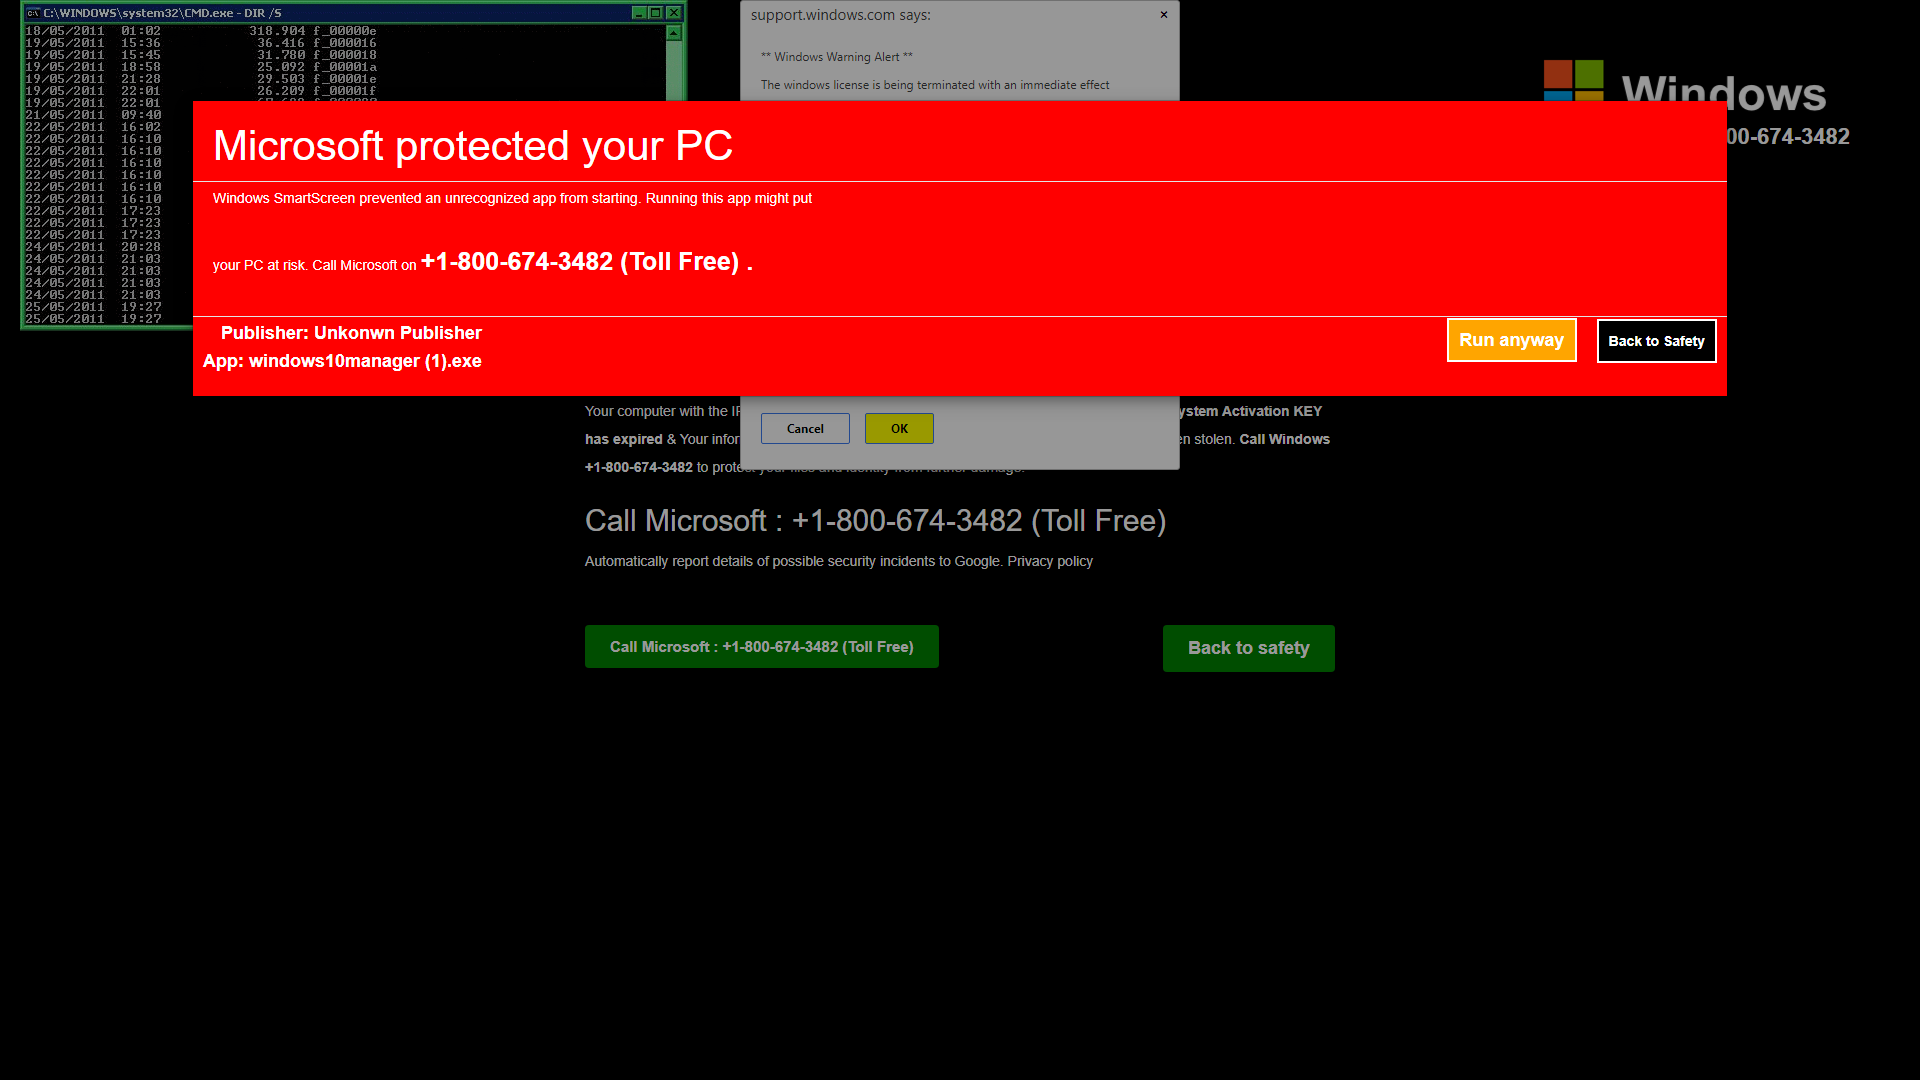 C:\WINDOWS\system32\CMD.exe - DIR /S
18/05/2011 01:02 318.904 f_00000e
19/05/2011 15:36 36.416 f_000016
19/05/2011 15:45 31.780 f_000018
19/05/2011 18:58 25.092 f_00001a
19/05/2011 21:28 29.503 f_00001e
19/05/2011 22:01 26.209 f_00001f
19/05/2011 22:01
21/05/2011 09:40
22/05/2011 16:02
22/05/2011 16:10
22/05/2011 16:10
22/05/2011 16:10
22/05/2011 16:10
22/05/2011 16:10
22/05/2011 16:10
22/05/2011 17:23
22/05/2011 17:23
22/05/2011 17:23
24/05/2011 20:28
24/05/2011 21:03
24/05/2011 21:03
24/05/2011 21:03
24/05/2011 21:03
25/05/2011 19:27
25/05/2011 19:27
support.windows.com says:
** Windows Warning Alert **
The windows license is being terminated with an immediate effect
Windows
00-674-3482
Microsoft protected your PC
Windows SmartScreen prevented an unrecognized app from starting. Running this app might put
your PC at risk. Call Microsoft on +1-800-674-3482 (Toll Free) .
Publisher: Unkonwn Publisher
App: windows10manager (1).exe
Run anyway
Back to Safety
Cancel
OK
Your computer with the IP ystem Activation KEY
has expired & Your infor en stolen. Call Windows
+1-800-674-3482 to protect your files and identity from further damage.
Call Microsoft : +1-800-674-3482 (Toll Free)
Automatically report details of possible security incidents to Google. Privacy policy
Call Microsoft : +1-800-674-3482 (Toll Free)
Back to safety